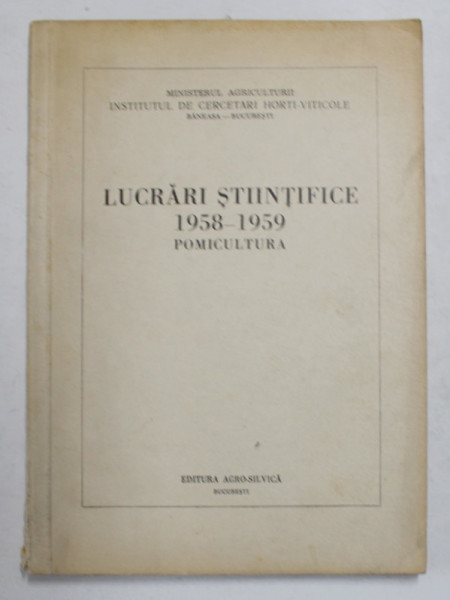 MINISTERUL AGRICULTURII
INSTITUTUL DE CERCETĂRI HORTI-VITICOLE
BĂNEASA — BUCUREȘTI
LUCRĂRI ȘTIINȚIFICE
1958–1959
POMICULTURA
EDITURA AGRO-SILVICĂ
BUCUREȘTI